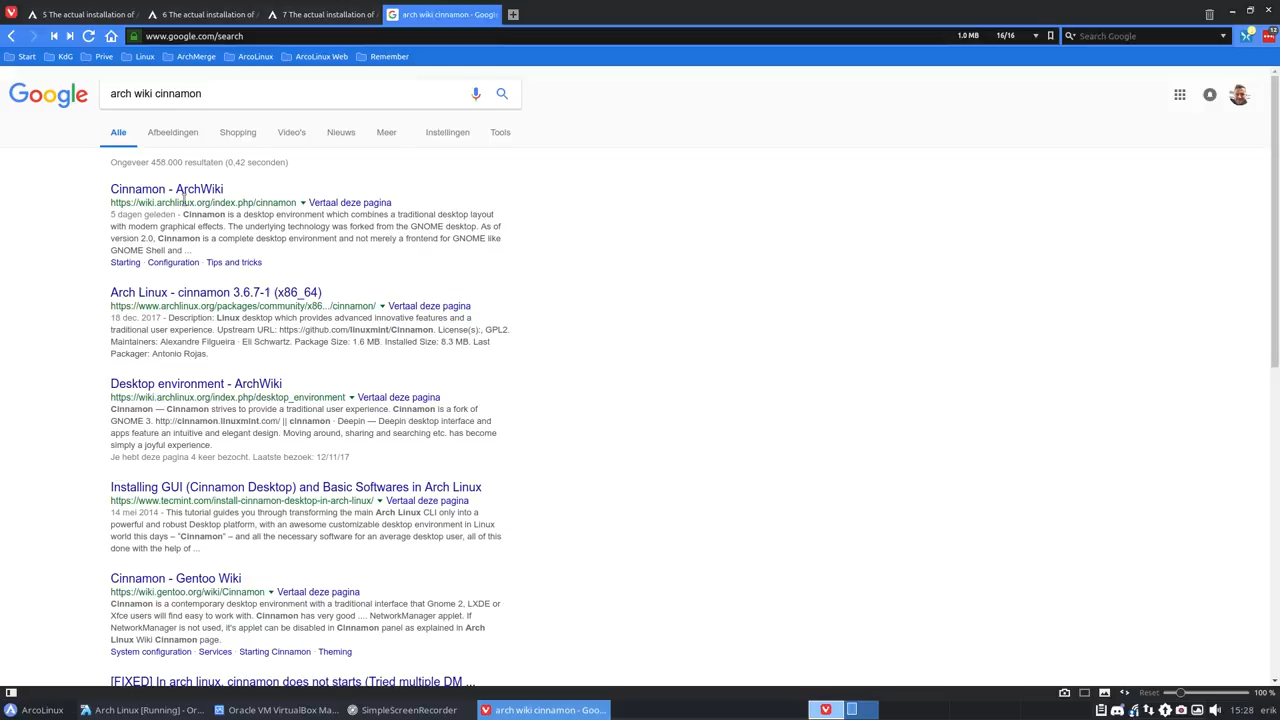 5 The actual installation of
6 The actual installation of
7 The actual installation of
arch wiki cinnamon - Goog
www.google.com/search
1.0 MB
16/16
Search Google
12
Start
KdG
Prive
Linux
ArchMerge
ArcoLinux
ArcoLinux Web
Remember
Google
arch wiki cinnamon
Alle
Afbeeldingen
Shopping
Video's
Nieuws
Meer
Instellingen
Tools
Ongeveer 458.000 resultaten (0,42 seconden)
Cinnamon - ArchWiki
https://wiki.archlinux.org/index.php/cinnamon Vertaal deze pagina
5 dagen geleden - Cinnamon is a desktop environment which combines a traditional desktop layout
with modern graphical effects. The underlying technology was forked from the GNOME desktop. As of
version 2.0, Cinnamon is a complete desktop environment and not merely a frontend for GNOME like
GNOME Shell and ...
Starting · Configuration · Tips and tricks
Arch Linux - cinnamon 3.6.7-1 (x86_64)
https://www.archlinux.org/packages/community/x86.../cinnamon/ Vertaal deze pagina
18 dec. 2017 - Description: Linux desktop which provides advanced innovative features and a
traditional user experience. Upstream URL: https://github.com/linuxmint/Cinnamon. License(s):, GPL2.
Maintainers: Alexandre Filgueira · Eli Schwartz. Package Size: 1.6 MB. Installed Size: 8.3 MB. Last
Packager: Antonio Rojas.
Desktop environment - ArchWiki
https://wiki.archlinux.org/index.php/desktop_environment Vertaal deze pagina
Cinnamon — Cinnamon strives to provide a traditional user experience. Cinnamon is a fork of
GNOME 3. http://cinnamon.linuxmint.com/ || cinnamon · Deepin — Deepin desktop interface and
apps feature an intuitive and elegant design. Moving around, sharing and searching etc. has become
simply a joyful experience.
Je hebt deze pagina 4 keer bezocht. Laatste bezoek: 12/11/17
Installing GUI (Cinnamon Desktop) and Basic Softwares in Arch Linux
https://www.tecmint.com/install-cinnamon-desktop-in-arch-linux/ Vertaal deze pagina
14 mei 2014 - This tutorial guides you through transforming the main Arch Linux CLI only into a
powerful and robust Desktop platform, with an awesome customizable desktop environment in Linux
world this days – "Cinnamon" – and all the necessary software for an average desktop user, all of this
done with the help of ...
Cinnamon - Gentoo Wiki
https://wiki.gentoo.org/wiki/Cinnamon Vertaal deze pagina
Cinnamon is a contemporary desktop environment with a traditional interface that Gnome 2, LXDE or
Xfce users will find easy to work with. Cinnamon has very good .... NetworkManager applet. If
NetworkManager is not used, it's applet can be disabled in Cinnamon panel as explained in Arch
Linux Wiki Cinnamon page.
System configuration · Services · Starting Cinnamon · Theming
[FIXED] In arch linux, cinnamon does not starts (Tried multiple DM ...
Reset
100 %
ArcoLinux
Arch Linux [Running] - Or...
Oracle VM VirtualBox Ma...
SimpleScreenRecorder
arch wiki cinnamon - Goo...
15:28
erik